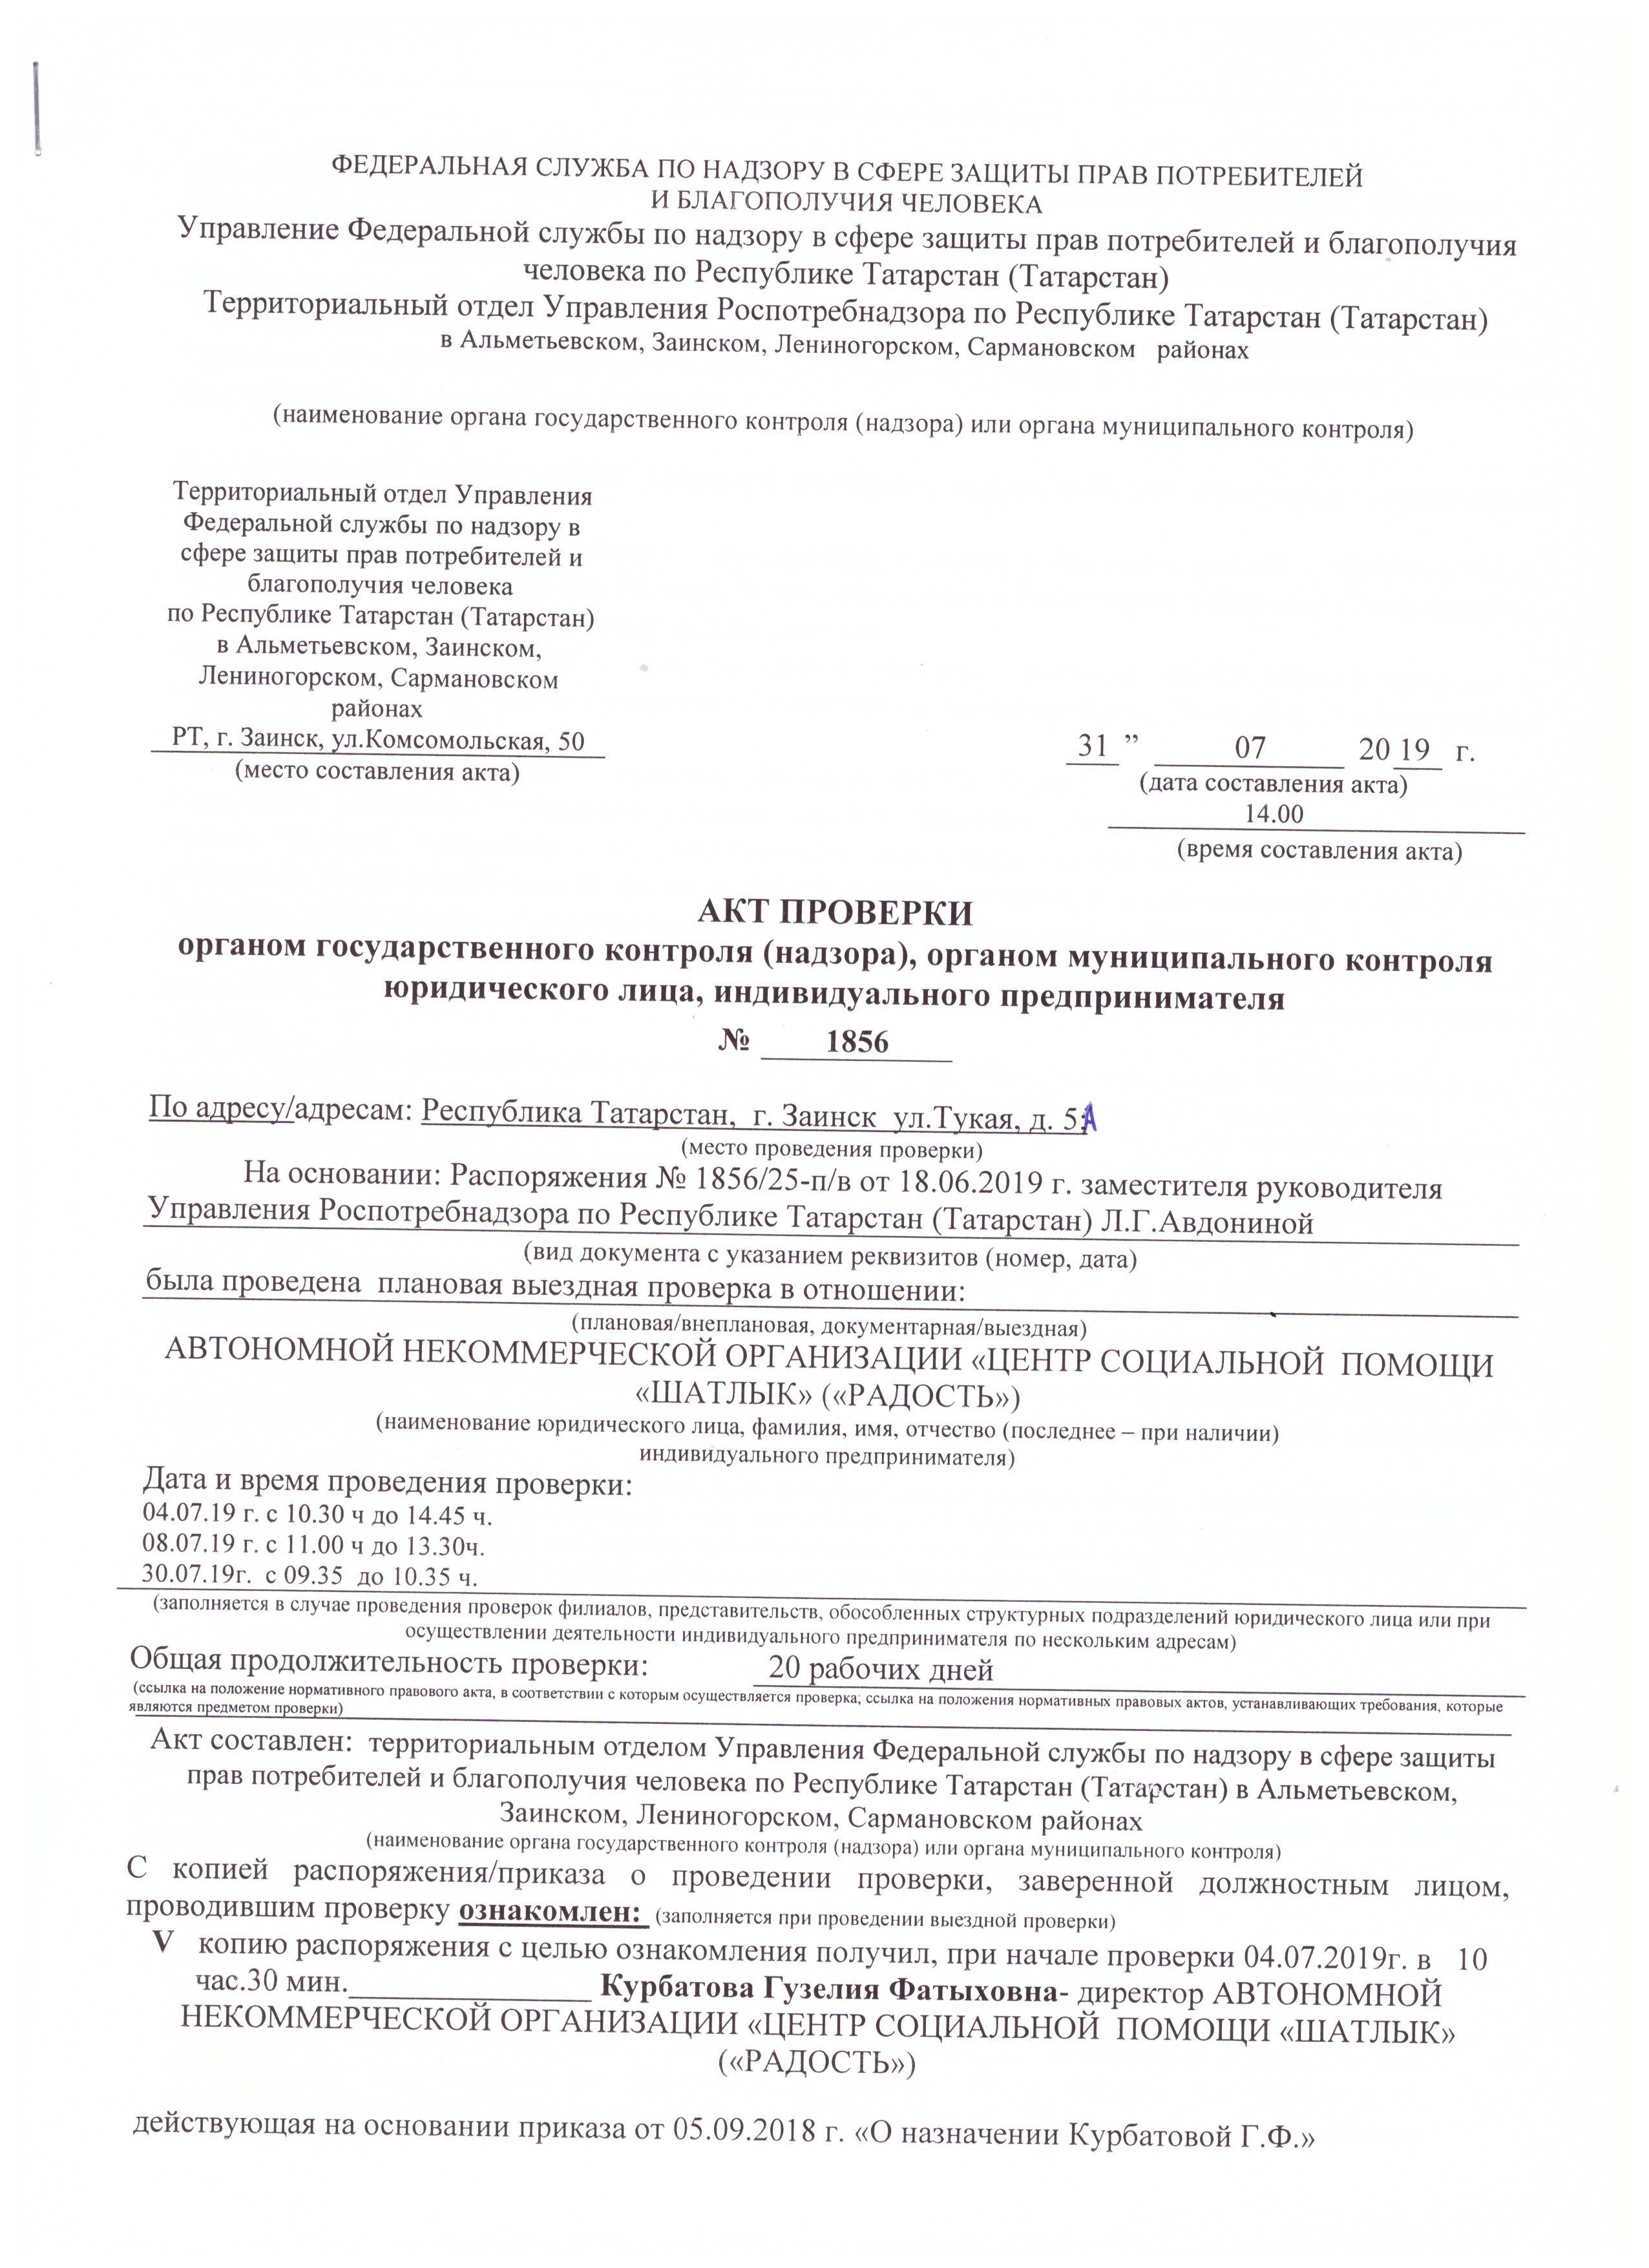 ФЕДЕРАЛЬНАЯ СЛУЖБА ПО НАДЗОРУ В СФЕРЕ ЗАЩИТЫ ПРАВ ПОТРЕБИТЕЛЕЙ
И БЛАГОПОЛУЧИЯ ЧЕЛОВЕКА
Управление Федеральной службы по надзору в сфере защиты прав потребителей и благополучия
человека по Республике Татарстан (Татарстан)
Территориальный отдел Управления Роспотребнадзора по Республике Татарстан (Татарстан)
в Альметьевском, Заинском, Лениногорском, Сармановском районах
(наименование органа государственного контроля (надзора) или органа муниципального контроля)
Территориальный отдел Управления
Федеральной службы по надзору в
сфере защиты прав потребителей и
благополучия человека
по Республике Татарстан (Татарстан)
в Альметьевском, Заинском,
Лениногорском, Сармановском
районах
РТ, г. Заинск, ул.Комсомольская, 50
(место составления акта)
31 ” 07 20 19 г.
(дата составления акта)
14.00
(время составления акта)
АКТ ПРОВЕРКИ
органом государственного контроля (надзора), органом муниципального контроля
юридического лица, индивидуального предпринимателя
№ 1856
По адресу/адресам: Республика Татарстан, г. Заинск ул.Тукая, д. 5А
(место проведения проверки)
На основании: Распоряжения № 1856/25-п/в от 18.06.2019 г. заместителя руководителя
Управления Роспотребнадзора по Республике Татарстан (Татарстан) Л.Г.Авдониной
(вид документа с указанием реквизитов (номер, дата)
была проведена плановая выездная проверка в отношении:
(плановая/внеплановая, документарная/выездная)
АВТОНОМНОЙ НЕКОММЕРЧЕСКОЙ ОРГАНИЗАЦИИ «ЦЕНТР СОЦИАЛЬНОЙ ПОМОЩИ
«ШАТЛЫК» («РАДОСТЬ»)
(наименование юридического лица, фамилия, имя, отчество (последнее – при наличии)
индивидуального предпринимателя)
Дата и время проведения проверки:
04.07.19 г. с 10.30 ч до 14.45 ч.
08.07.19 г. с 11.00 ч до 13.30ч.
30.07.19г. с 09.35 до 10.35 ч.
(заполняется в случае проведения проверок филиалов, представительств, обособленных структурных подразделений юридического лица или при
осуществлении деятельности индивидуального предпринимателя по нескольким адресам)
Общая продолжительность проверки: 20 рабочих дней
(ссылка на положение нормативного правового акта, в соответствии с которым осуществляется проверка; ссылка на положения нормативных правовых актов, устанавливающих требования, которые
являются предметом проверки)
Акт составлен: территориальным отделом Управления Федеральной службы по надзору в сфере защиты
прав потребителей и благополучия человека по Республике Татарстан (Татарстан) в Альметьевском,
Заинском, Лениногорском, Сармановском районах
(наименование органа государственного контроля (надзора) или органа муниципального контроля)
С копией распоряжения/приказа о проведении проверки, заверенной должностным лицом,
проводившим проверку ознакомлен: (заполняется при проведении выездной проверки)
V копию распоряжения с целью ознакомления получил, при начале проверки 04.07.2019г. в 10
час.30 мин.________________ Курбатова Гузелия Фатыховна- директор АВТОНОМНОЙ
НЕКОММЕРЧЕСКОЙ ОРГАНИЗАЦИИ «ЦЕНТР СОЦИАЛЬНОЙ ПОМОЩИ «ШАТЛЫК»
(«РАДОСТЬ»)
действующая на основании приказа от 05.09.2018 г. «О назначении Курбатовой Г.Ф.»